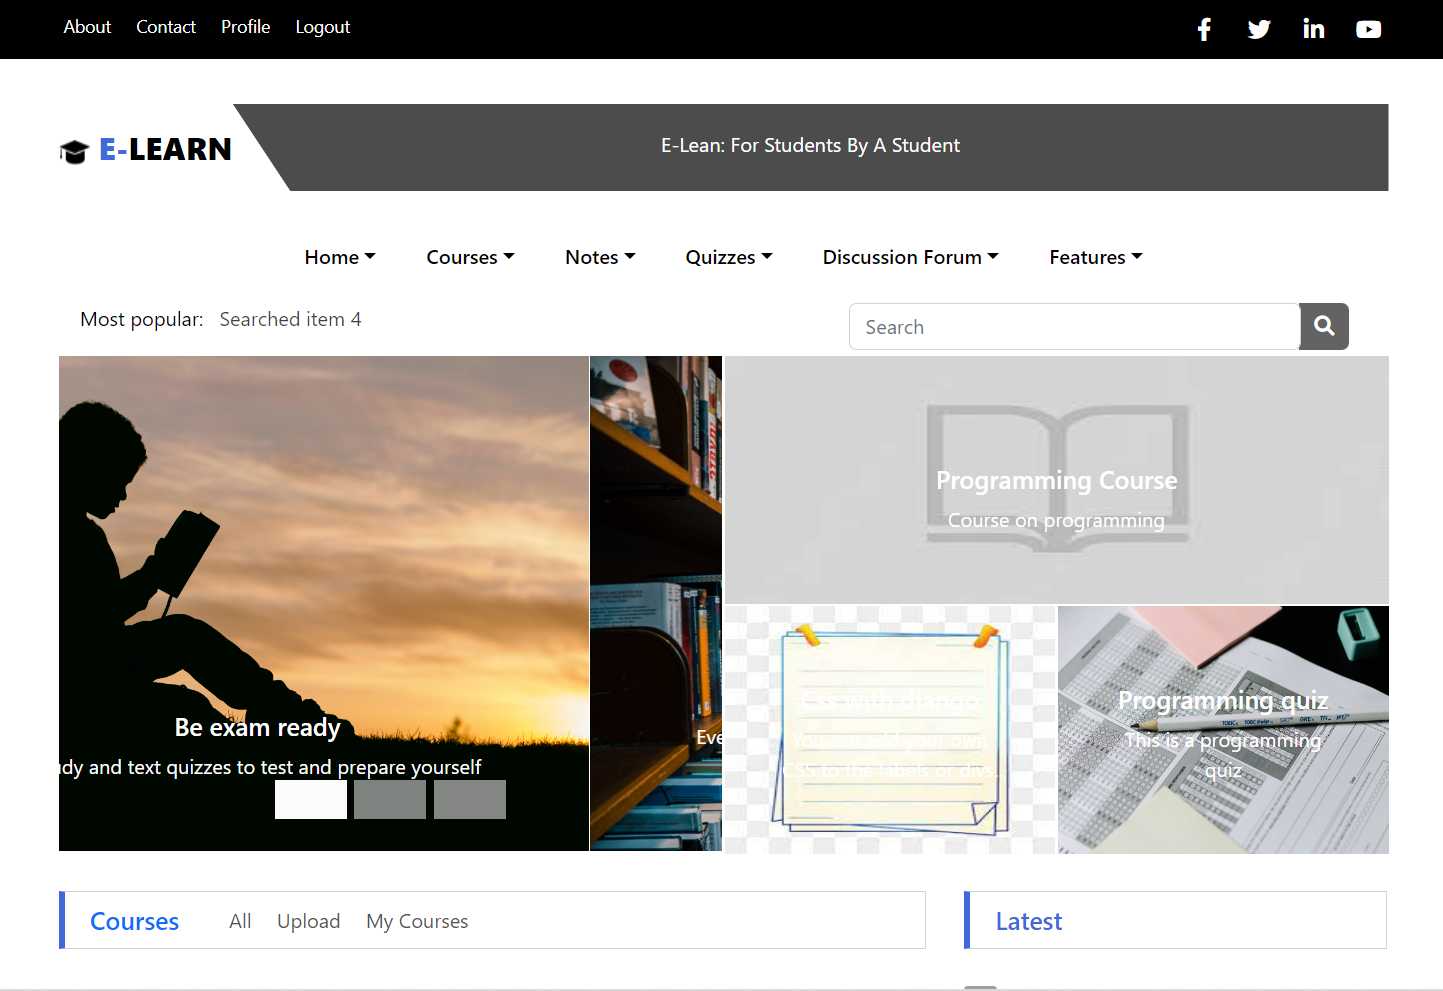 About Contact Profile Logout
E-LEARN
E-Lean: For Students By A Student
Home Courses Notes Quizzes Discussion Forum Features
Most popular: Searched item 4
Search
Programming Course
Course on programming
Be exam ready
dy and text quizzes to test and prepare yourself
Eve
Css with django
You can add your own
CSS to the labels or divs...
Programming quiz
This is a programming
quiz
Courses All Upload My Courses
Latest